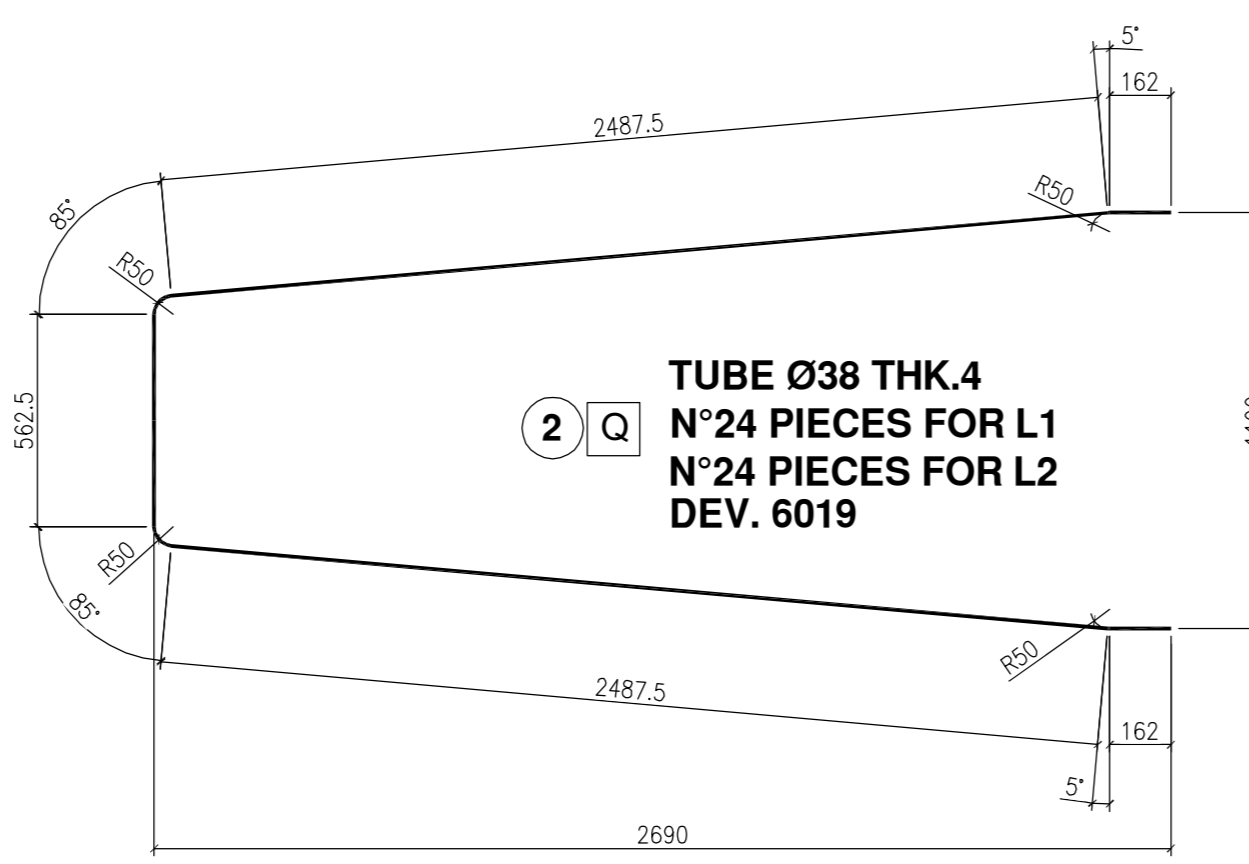 5°
162
2487.5
R50
85°
R50
562.5
2 Q
TUBE Ø38 THK.4
N°24 PIECES FOR L1
N°24 PIECES FOR L2
DEV. 6019
R50
85°
R50
2487.5
162
5°
2690